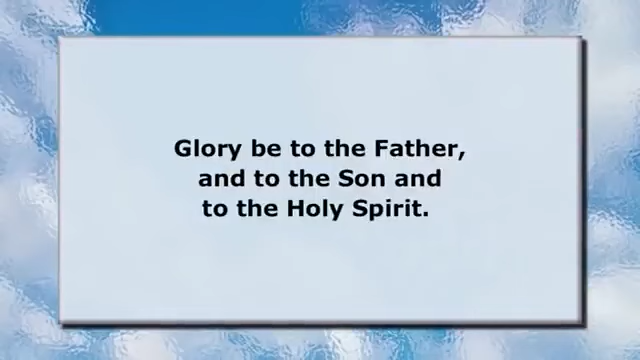 Glory be to the Father,
and to the Son and
to the Holy Spirit.